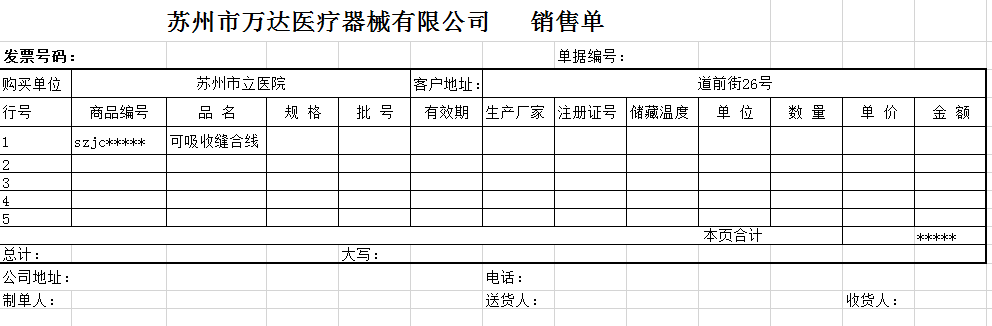 苏州市万达医疗器械有限公司 销售单
发票号码： 单据编号：
购买单位 苏州市立医院 客户地址： 道前街26号
行号 商品编号 品 名 规 格 批 号 有效期 生产厂家 注册证号 储藏温度 单 位 数 量 单 价 金 额
1 szjc***** 可吸收缝合线
2
3
4
5
本页合计 *****
总计： 大写：
公司地址： 电话：
制单人： 送货人： 收货人：